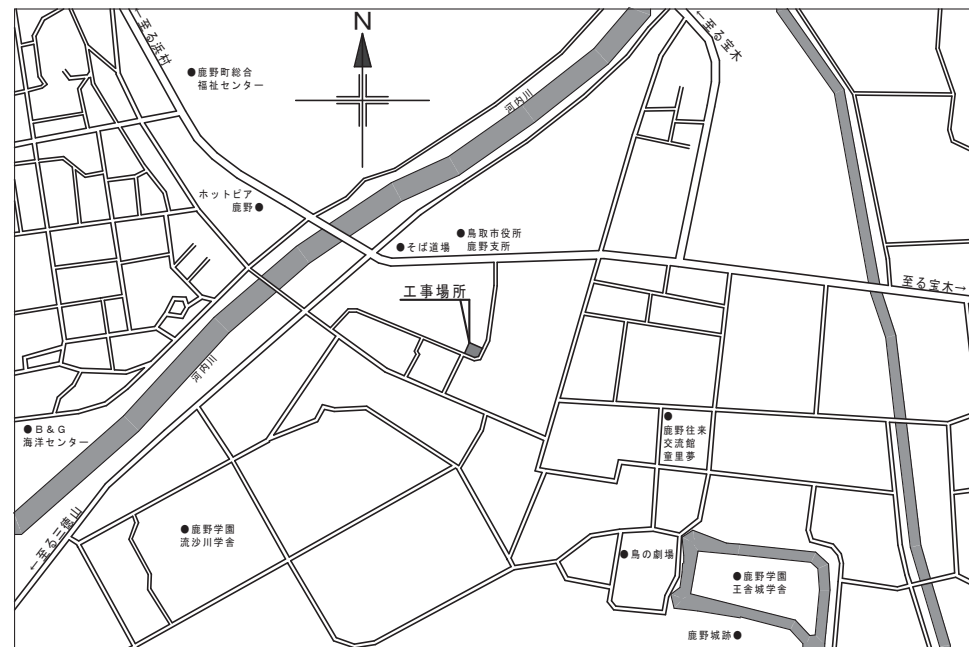 N
←至る浜村
←至る宝木
●鹿野町総合
福祉センター
河内川
ホットピア
鹿野●
●鳥取市役所
鹿野支所
●そば道場
至る宝木→
工事場所
河内川
●B&G
海洋センター
●鹿野往来
交流館
童里夢
←至る三徳山
●鹿野学園
流沙川学舎
●鳥の劇場
●鹿野学園
王舎城学舎
鹿野城跡●